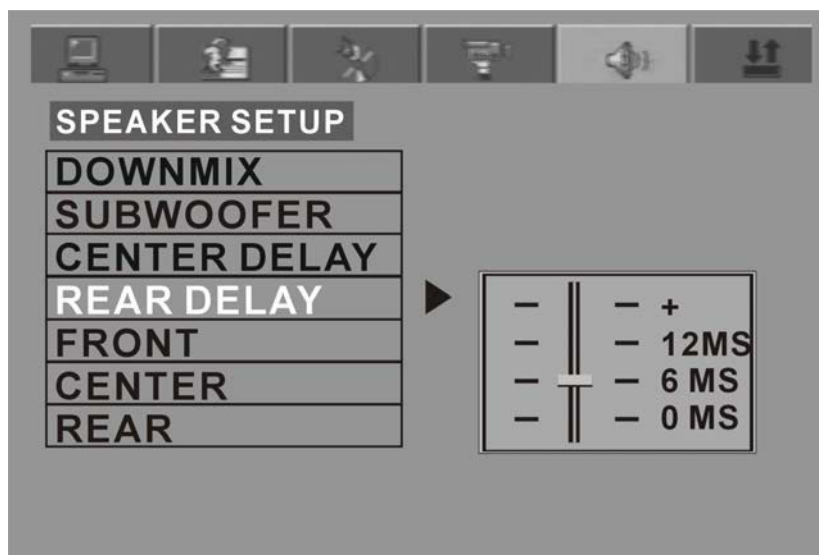 SPEAKER SETUP
DOWNMIX
SUBWOOFER
CENTER DELAY
REAR DELAY
FRONT
CENTER
REAR
+
12MS
6 MS
0 MS